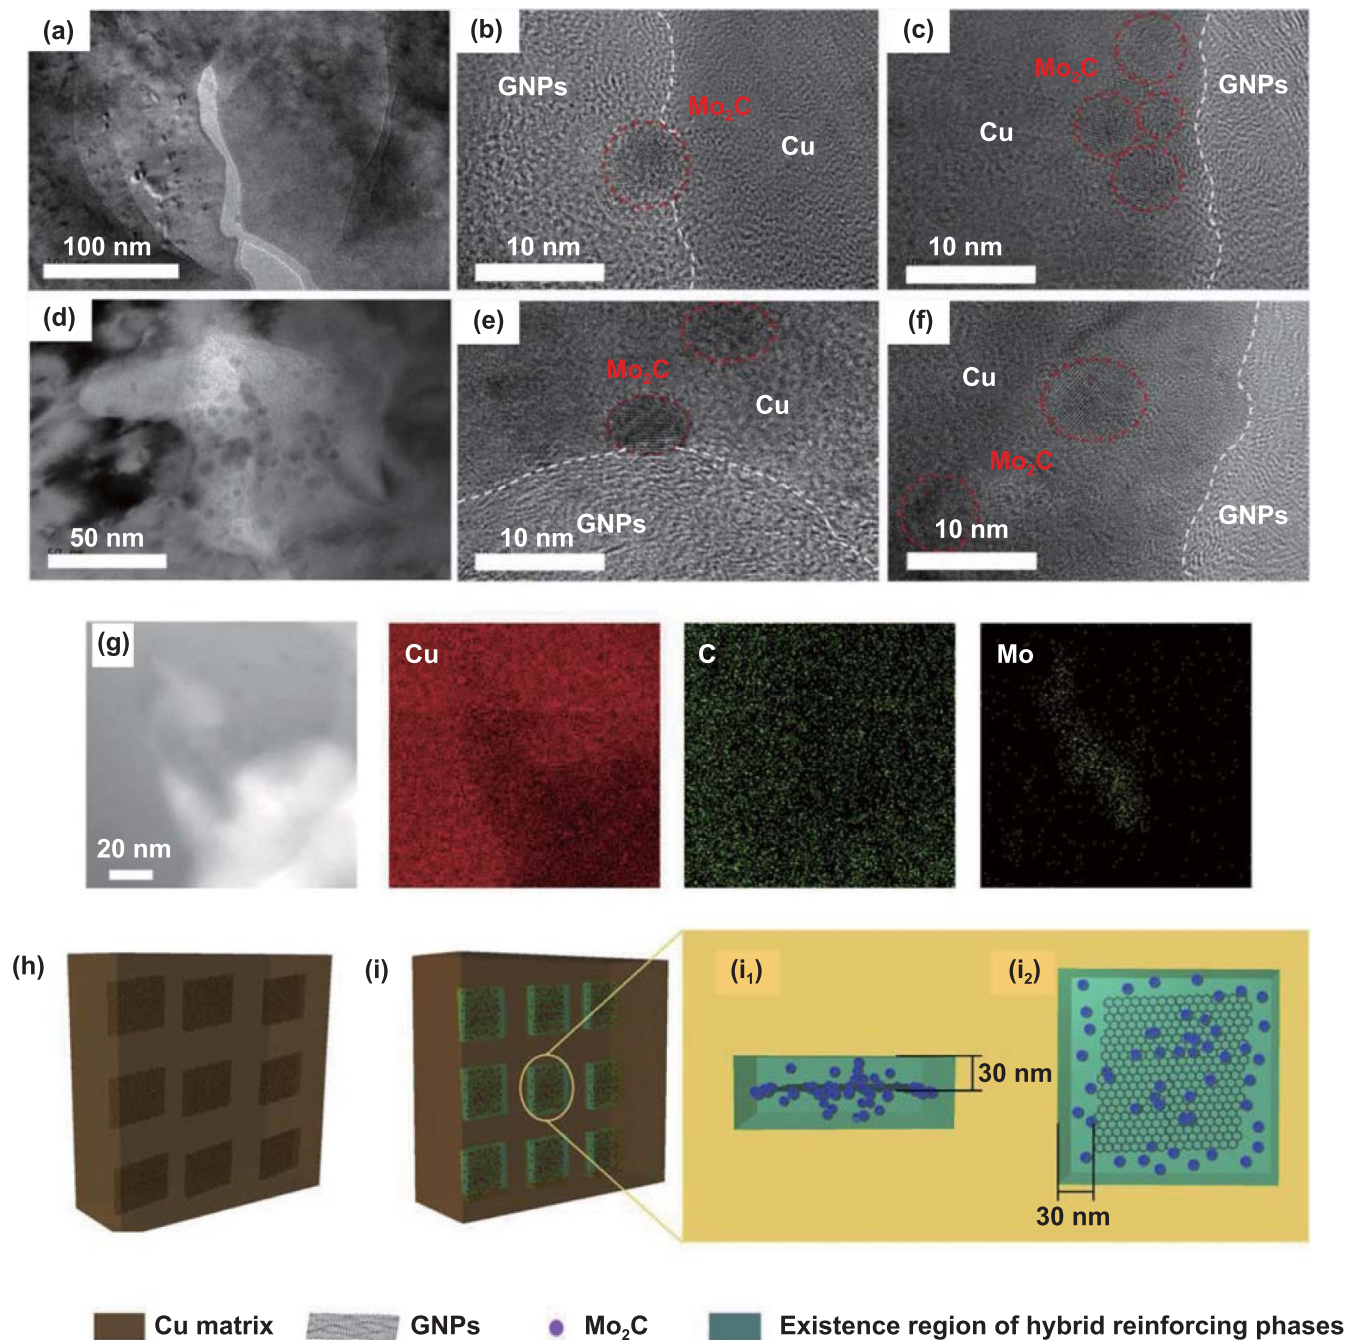 (a)
100 nm
(b)
GNPs
Mo₂C
Cu
10 nm
(c)
Mo₂C
GNPs
Cu
10 nm
(d)
50 nm
(e)
Mo₂C
Cu
GNPs
10 nm
(f)
Cu
Mo₂C
GNPs
10 nm
(g)
20 nm
Cu
C
Mo
(h)
(i)
(i₁)
30 nm
(i₂)
30 nm
Cu matrix
GNPs
Mo₂C
Existence region of hybrid reinforcing phases